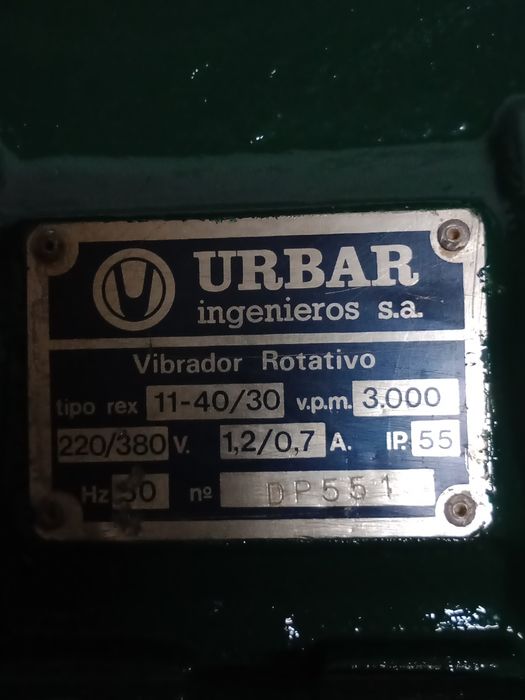 URBAR
ingenieros s.a.
Vibrador Rotativo
tipo rex 11-40/30 v.p.m. 3.000
220/380 V. 1,2/0,7 A. IP. 55
Hz 50 nº DP551